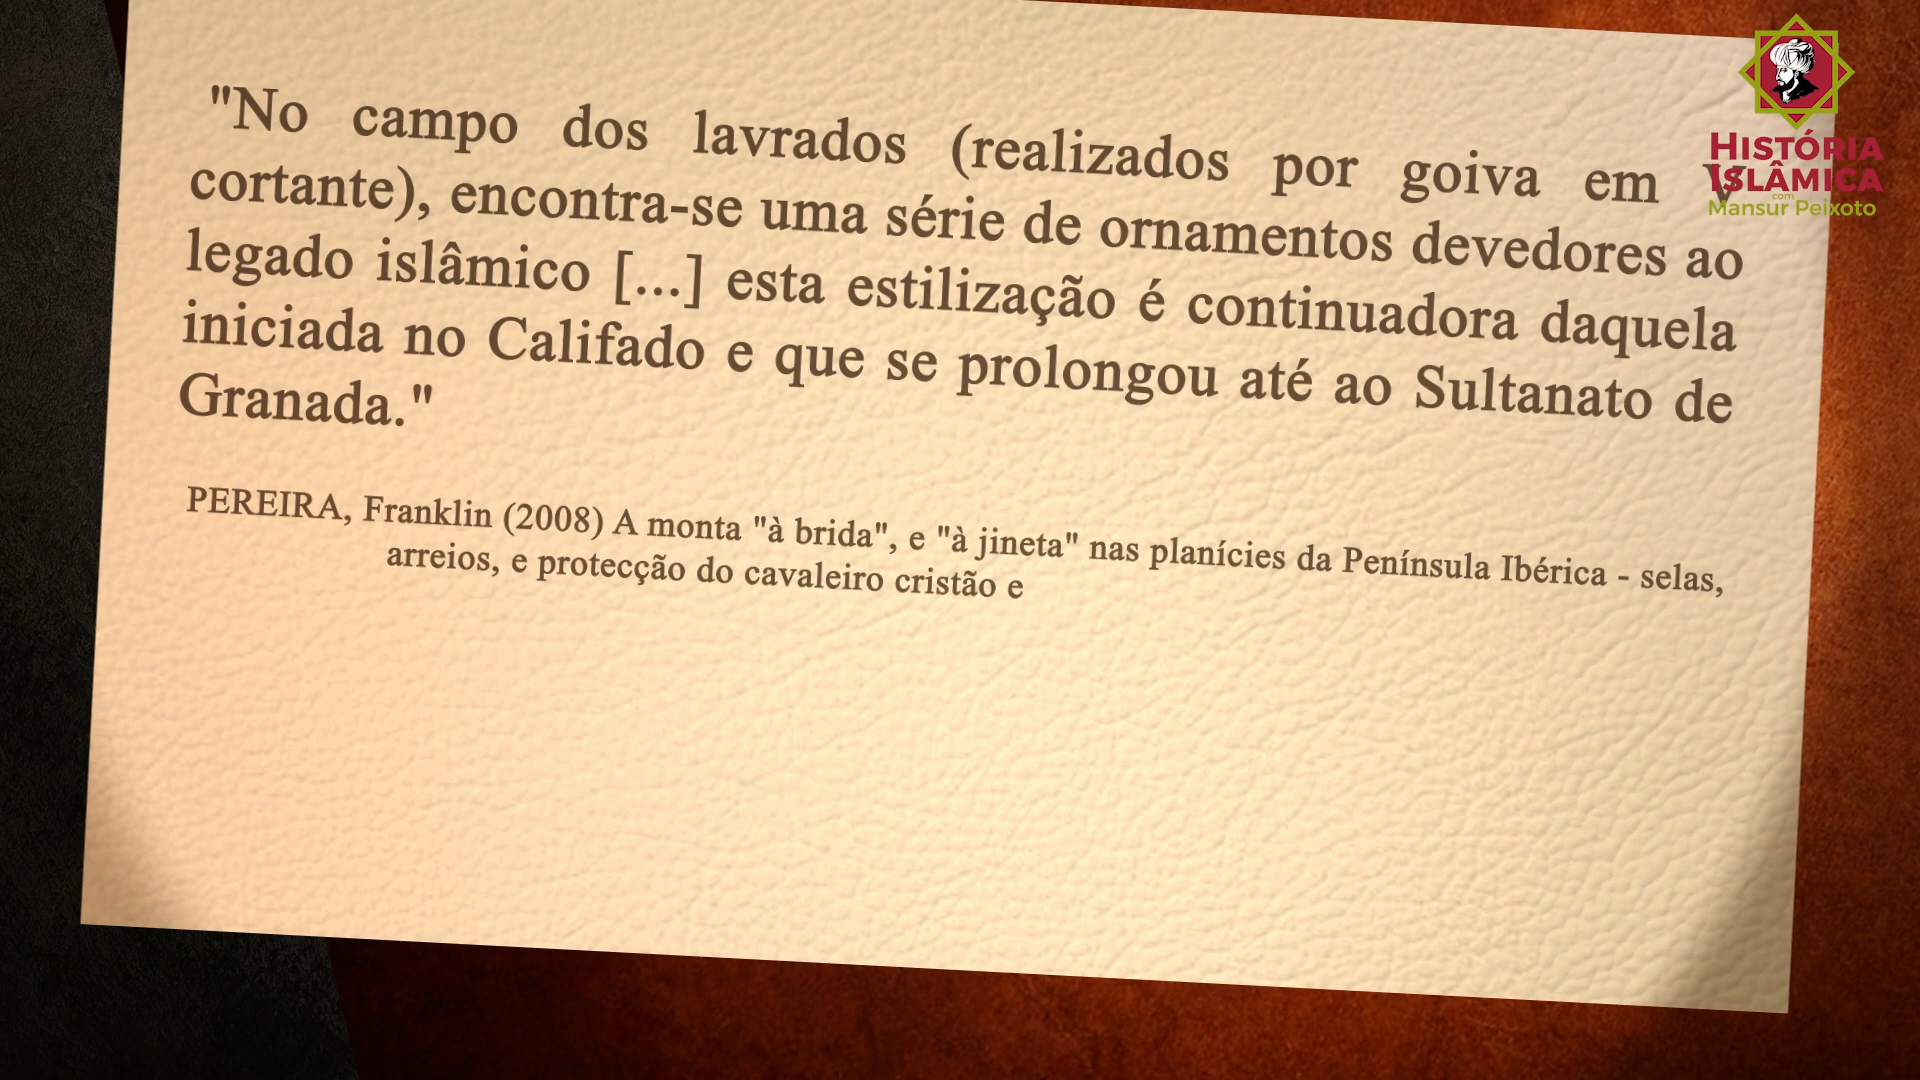 "No campo dos lavrados (realizados por goiva em V
cortante), encontra-se uma série de ornamentos devedores ao
legado islâmico [...] esta estilização é continuadora daquela
iniciada no Califado e que se prolongou até ao Sultanato de
Granada."
PEREIRA, Franklin (2008) A monta "à brida", e "à jineta" nas planícies da Península Ibérica - selas,
arreios, e protecção do cavaleiro cristão e
HISTÓRIA
ISLÂMICA
com
Mansur Peixoto